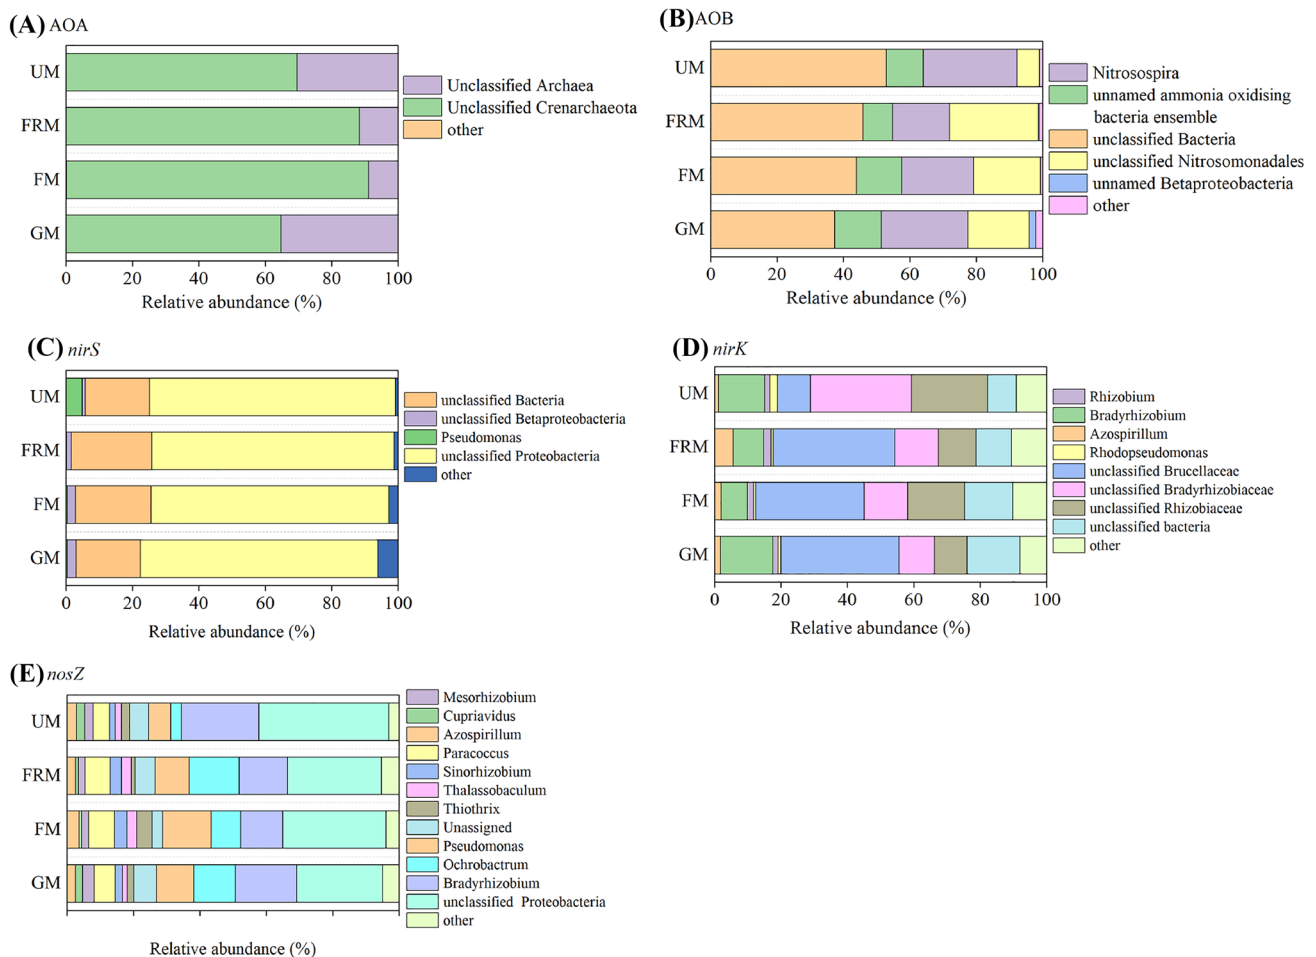 (A) AOA
UM
FRM
FM
GM
0 20 40 60 80 100
Relative abundance (%)
Unclassified Archaea
Unclassified Crenarchaeota
other
(B) AOB
UM
FRM
FM
GM
0 20 40 60 80 100
Relative abundance (%)
Nitrosospira
unnamed ammonia oxidising
bacteria ensemble
unclassified Bacteria
unclassified Nitrosomonadales
unnamed Betaproteobacteria
other
(C) nirS
UM
FRM
FM
GM
0 20 40 60 80 100
Relative abundance (%)
unclassified Bacteria
unclassified Betaproteobacteria
Pseudomonas
unclassified Proteobacteria
other
(D) nirK
UM
FRM
FM
GM
0 20 40 60 80 100
Relative abundance (%)
Rhizobium
Bradyrhizobium
Azospirillum
Rhodopseudomonas
unclassified Brucellaceae
unclassified Bradyrhizobiaceae
unclassified Rhizobiaceae
unclassified bacteria
other
(E) nosZ
UM
FRM
FM
GM
Relative abundance (%)
Mesorhizobium
Cupriavidus
Azospirillum
Paracoccus
Sinorhizobium
Thalassobaculum
Thiothrix
Unassigned
Pseudomonas
Ochrobactrum
Bradyrhizobium
unclassified Proteobacteria
other